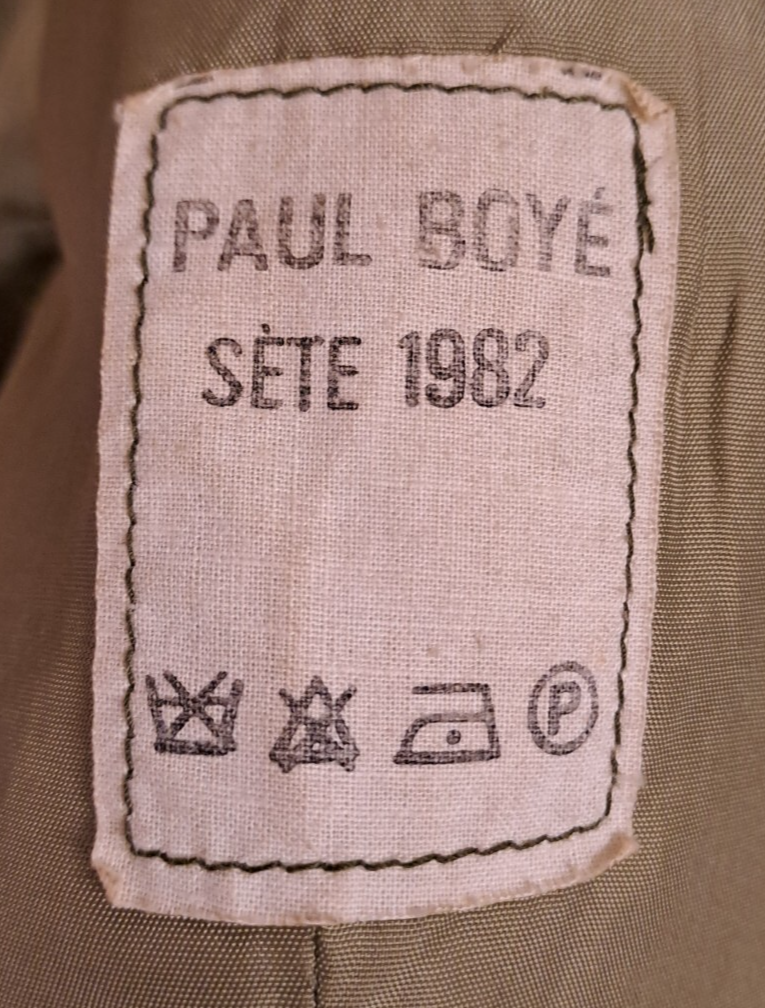 PAUL BOYÉ
SÈTE 1982
P